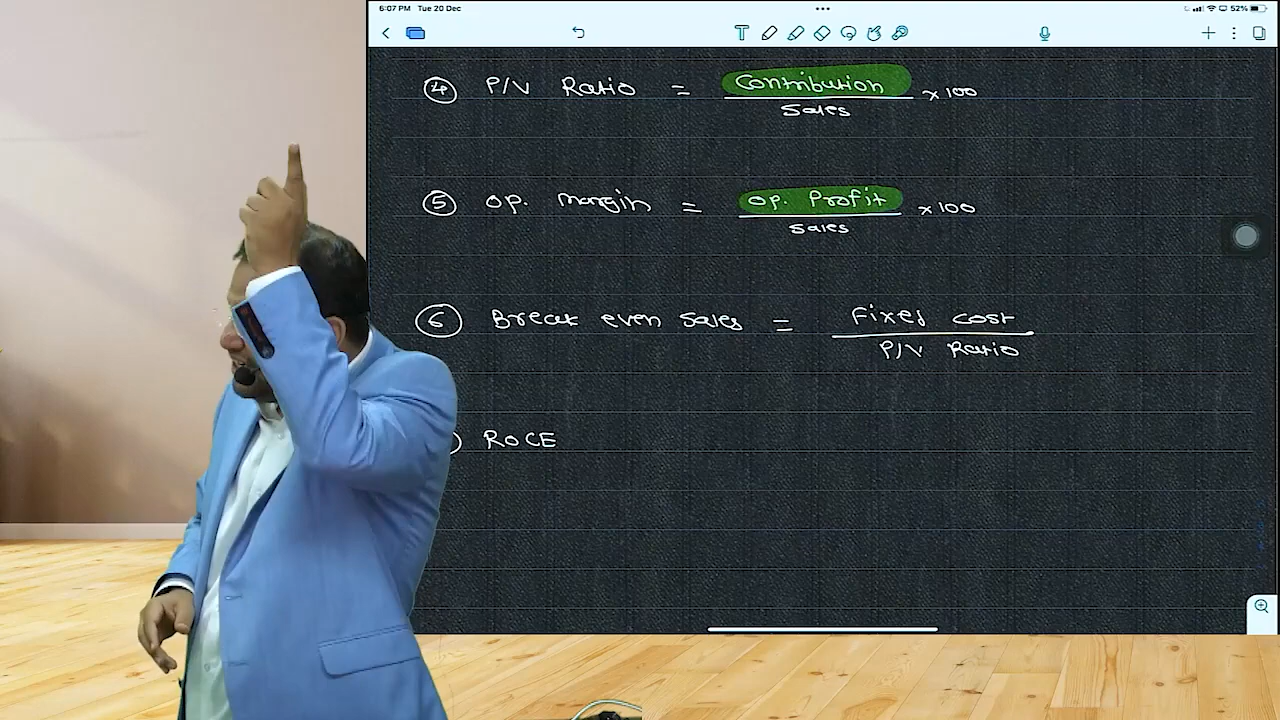 6:07 PM Tue 20 Dec
52%
④ P/V Ratio = Contribution / Sales × 100
⑤ Op. margin = Op. Profit / Sales × 100
⑥ Break even Sales = Fixed Cost / P/V Ratio
) ROCE